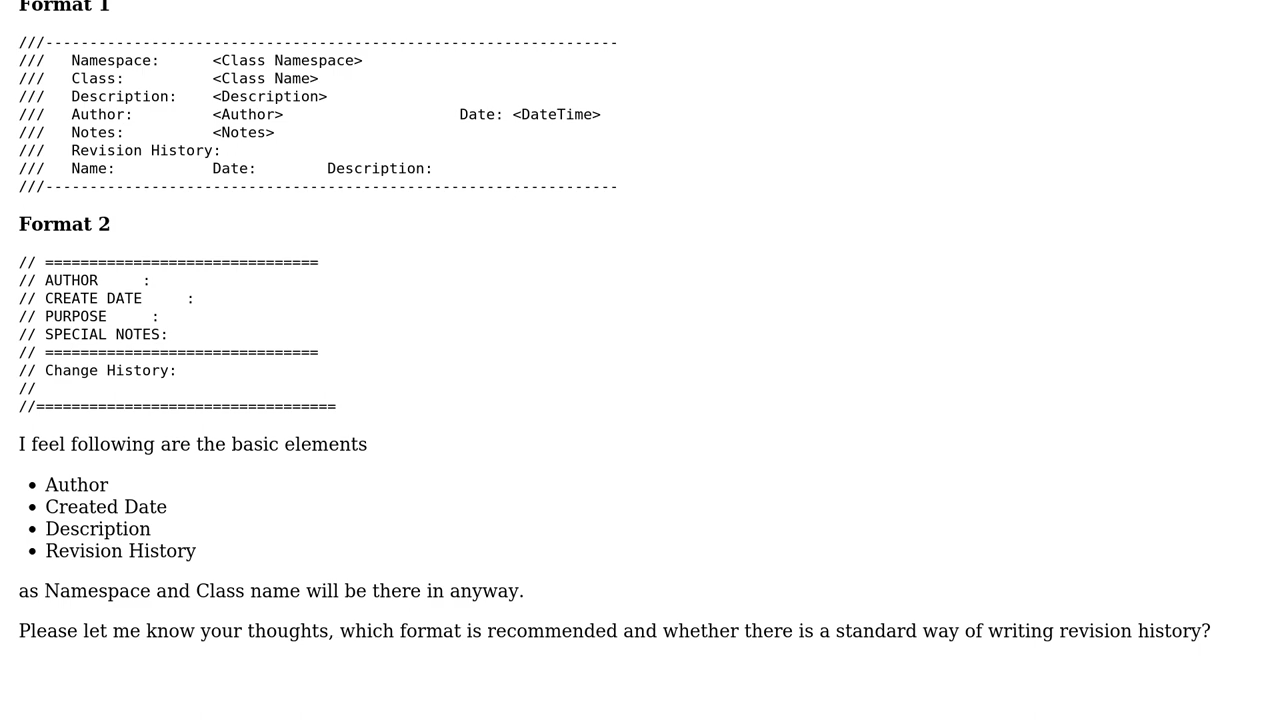 Format 1
///-----------------------------------------------------------------
///   Namespace:      <Class Namespace>
///   Class:          <Class Name>
///   Description:    <Description>
///   Author:         <Author>                    Date: <DateTime>
///   Notes:          <Notes>
///   Revision History:
///   Name:           Date:        Description:
///-----------------------------------------------------------------
Format 2
// ===============================
// AUTHOR     :
// CREATE DATE     :
// PURPOSE     :
// SPECIAL NOTES:
// ===============================
// Change History:
//
//==================================
I feel following are the basic elements
• Author
• Created Date
• Description
• Revision History
as Namespace and Class name will be there in anyway.
Please let me know your thoughts, which format is recommended and whether there is a standard way of writing revision history?